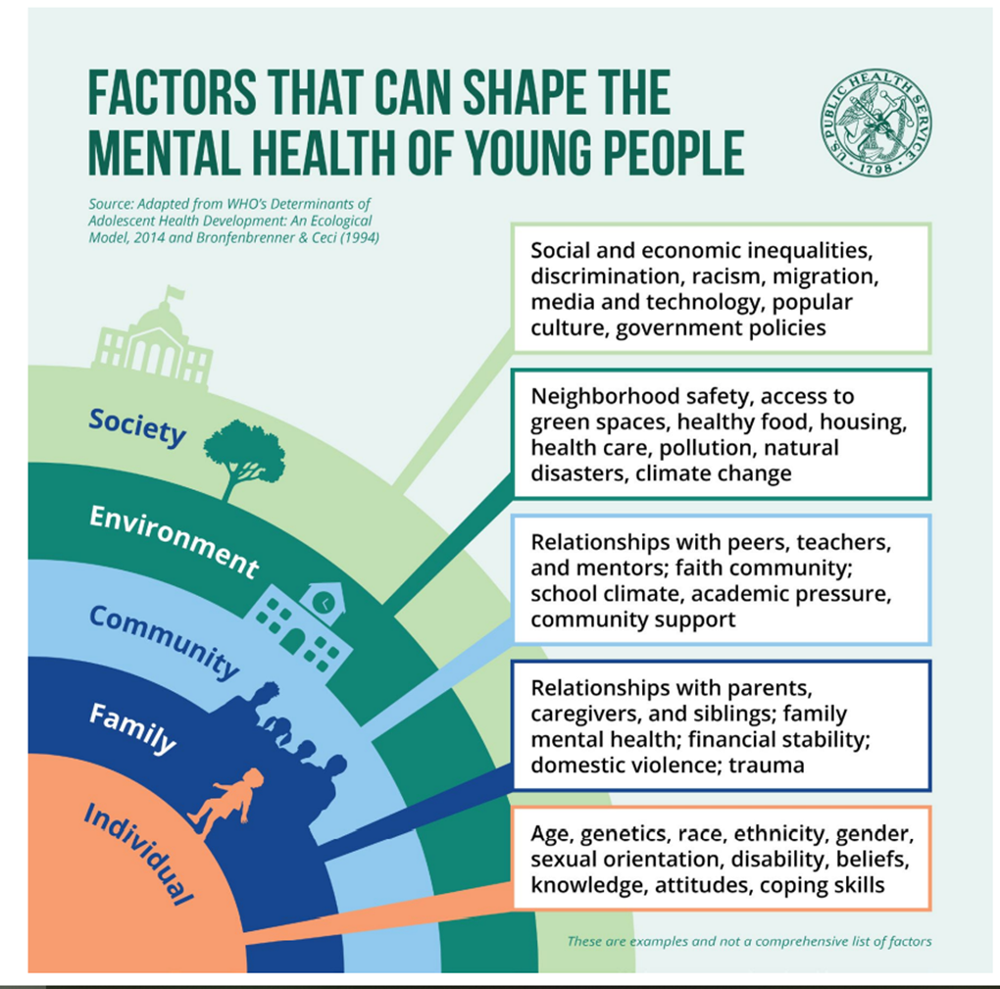 FACTORS THAT CAN SHAPE THE
MENTAL HEALTH OF YOUNG PEOPLE
U.S. PUBLIC HEALTH SERVICE
1798
Source: Adapted from WHO's Determinants of
Adolescent Health Development: An Ecological
Model, 2014 and Bronfenbrenner & Ceci (1994)
Society
Social and economic inequalities,
discrimination, racism, migration,
media and technology, popular
culture, government policies
Environment
Neighborhood safety, access to
green spaces, healthy food, housing,
health care, pollution, natural
disasters, climate change
Community
Relationships with peers, teachers,
and mentors; faith community;
school climate, academic pressure,
community support
Family
Relationships with parents,
caregivers, and siblings; family
mental health; financial stability;
domestic violence; trauma
Individual
Age, genetics, race, ethnicity, gender,
sexual orientation, disability, beliefs,
knowledge, attitudes, coping skills
These are examples and not a comprehensive list of factors